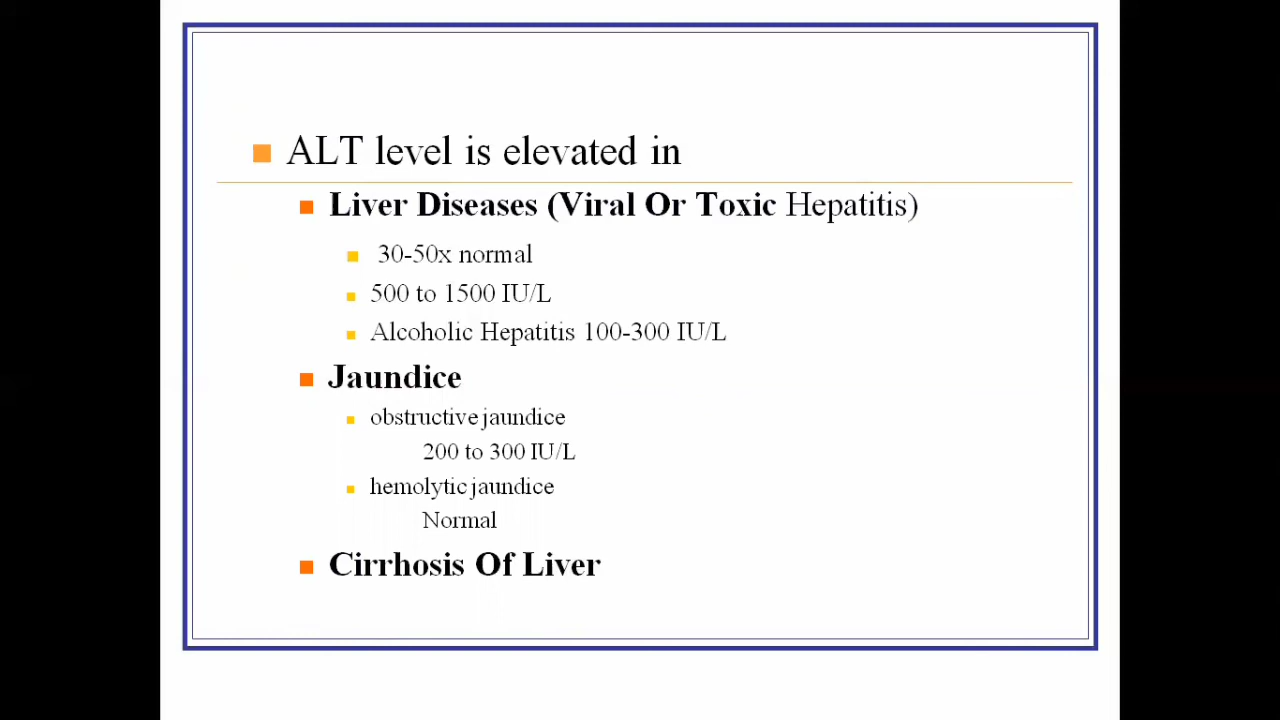 ALT level is elevated in
Liver Diseases (Viral Or Toxic Hepatitis)
30-50x normal
500 to 1500 IU/L
Alcoholic Hepatitis 100-300 IU/L
Jaundice
obstructive jaundice
200 to 300 IU/L
hemolytic jaundice
Normal
Cirrhosis Of Liver